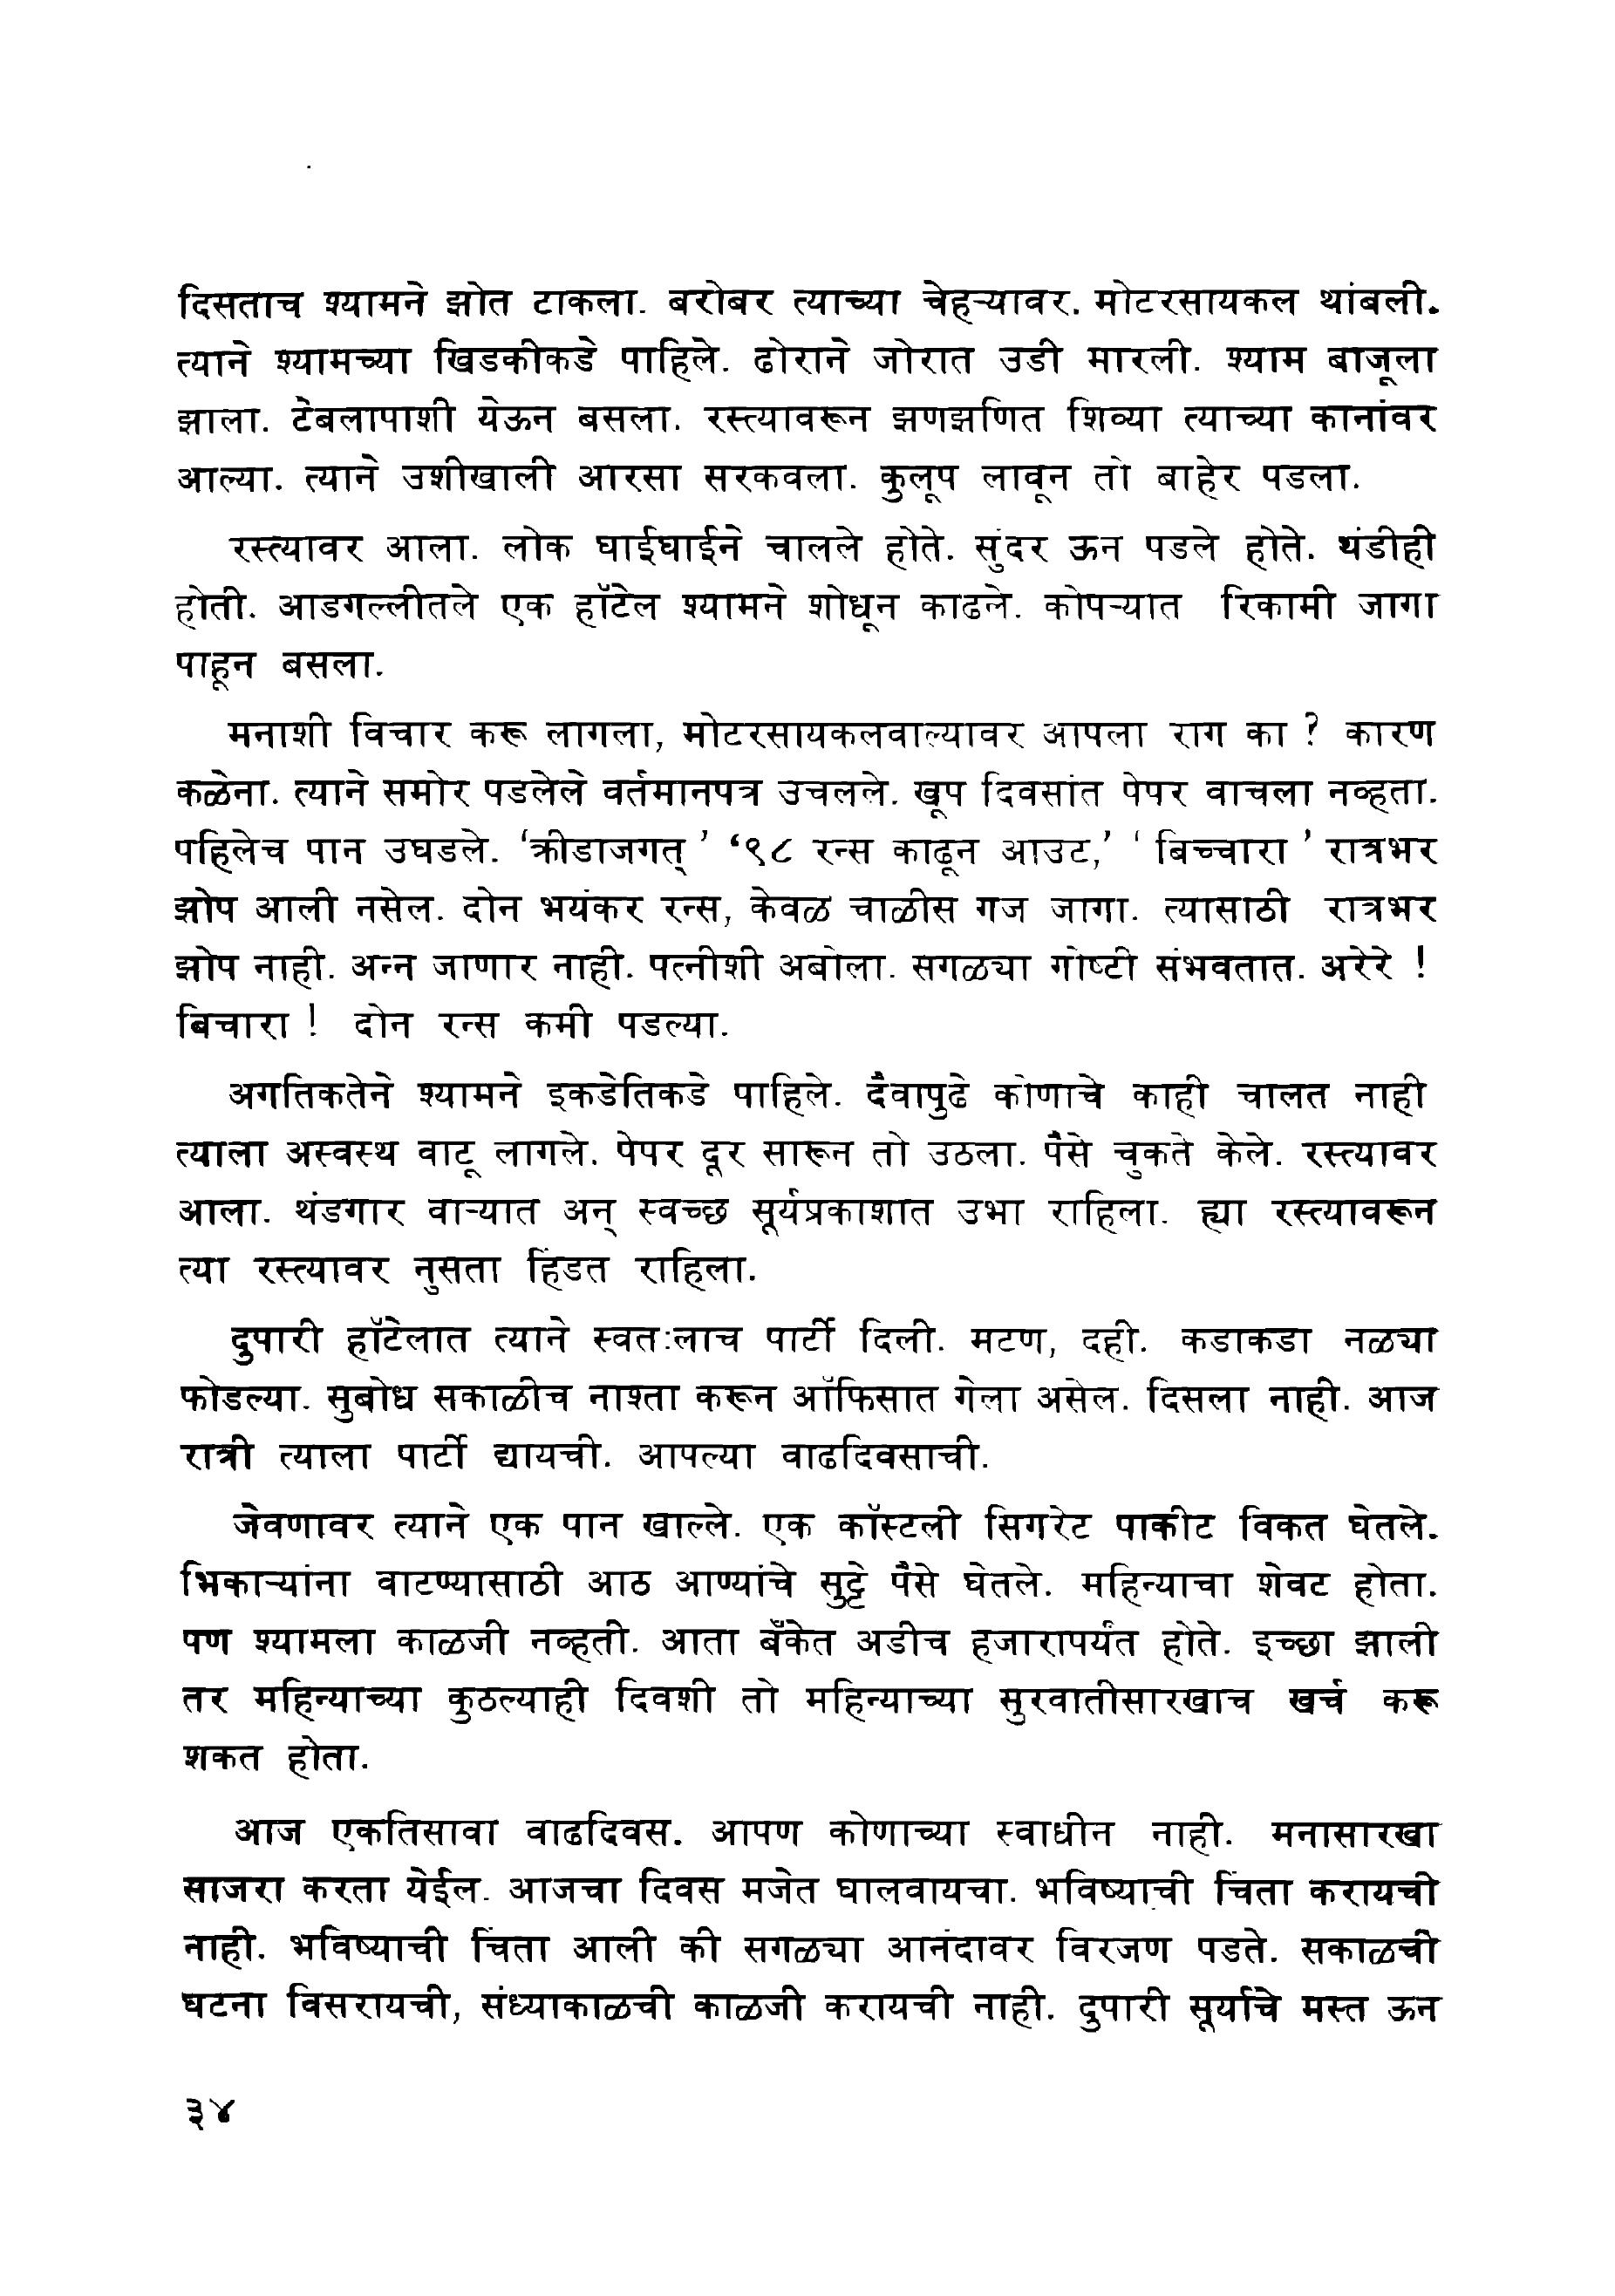 दिसताच श्यामने झोत टाकला. बरोबर त्याच्या चेहऱ्यावर. मोटरसायकल थांबली.
त्याने श्यामच्या खिडकीकडे पाहिले. ढोराने जोरात उडी मारली. श्याम बाजूला
झाला. टेबलापाशी येऊन बसला. रस्त्यावरून झणझणित शिव्या त्याच्या कानांवर
आल्या. त्याने उशीखाली आरसा सरकवला. कुलूप लावून तो बाहेर पडला.
रस्त्यावर आला. लोक घाईघाईने चालले होते. सुंदर ऊन पडले होते. थंडीही
होती. आडगल्लीतले एक हॉटेल श्यामने शोधून काढले. कोपऱ्यात रिकामी जागा
पाहून बसला.
मनाशी विचार करू लागला, मोटरसायकलवाल्यावर आपला राग का ? कारण
कळेना. त्याने समोर पडलेले वर्तमानपत्र उचलले. खूप दिवसांत पेपर वाचला नव्हता.
पहिलेच पान उघडले. ‘क्रीडाजगत् ’ ‘९८ रन्स काढून आउट,’ ‘ बिच्चारा ’ रात्रभर
झोप आली नसेल. दोन भयंकर रन्स, केवळ चाळीस गज जागा. त्यासाठी रात्रभर
झोप नाही. अन्न जाणार नाही. पत्नीशी अबोला. सगळ्या गोष्टी संभवतात. अरेरे !
बिचारा ! दोन रन्स कमी पडल्या.
अगतिकतेने श्यामने इकडेतिकडे पाहिले. दैवापुढे कोणाचे काही चालत नाही
त्याला अस्वस्थ वाटू लागले. पेपर दूर सारून तो उठला. पैसे चुकते केले. रस्त्यावर
आला. थंडगार वाऱ्यात अन् स्वच्छ सूर्यप्रकाशात उभा राहिला. ह्या रस्त्यावरून
त्या रस्त्यावर नुसता हिंडत राहिला.
दुपारी हॉटेलात त्याने स्वतःलाच पार्टी दिली. मटण, दही. कडाकडा नळ्या
फोडल्या. सुबोध सकाळीच नाश्ता करून ऑफिसात गेला असेल. दिसला नाही. आज
रात्री त्याला पार्टी द्यायची. आपल्या वाढदिवसाची.
जेवणावर त्याने एक पान खाल्ले. एक कॉस्टली सिगरेट पाकीट विकत घेतले.
भिकाऱ्यांना वाटण्यासाठी आठ आण्यांचे सुट्टे पैसे घेतले. महिन्याचा शेवट होता.
पण श्यामला काळजी नव्हती. आता बँकेत अडीच हजारापर्यंत होते. इच्छा झाली
तर महिन्याच्या कुठल्याही दिवशी तो महिन्याच्या सुरवातीसारखाच खर्च करू
शकत होता.
आज एकतिसावा वाढदिवस. आपण कोणाच्या स्वाधीन नाही. मनासारखा
साजरा करता येईल. आजचा दिवस मजेत घालवायचा. भविष्याची चिंता करायची
नाही. भविष्याची चिंता आली की सगळ्या आनंदावर विरजण पडते. सकाळची
घटना विसरायची, संध्याकाळची काळजी करायची नाही. दुपारी सूर्याचे मस्त ऊन
३४